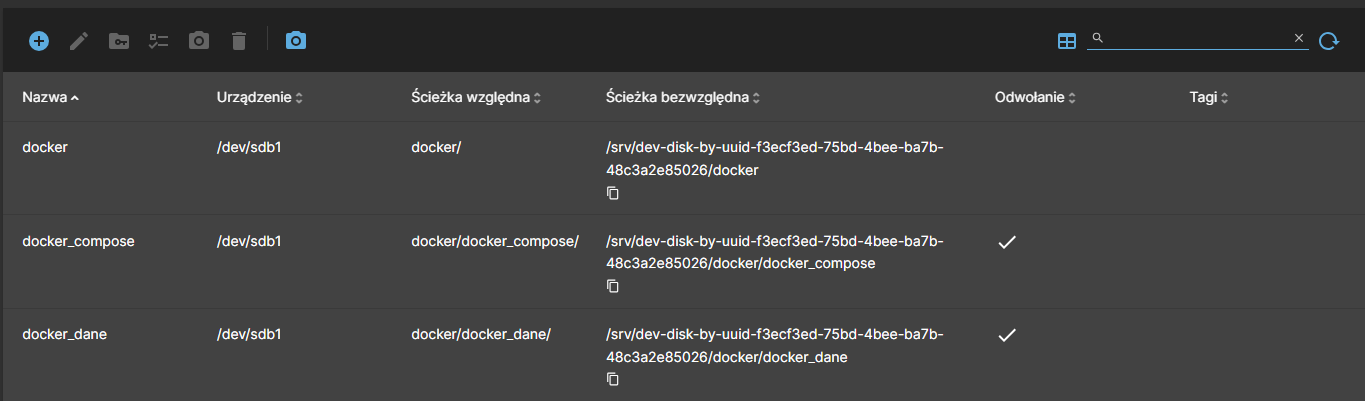 Nazwa Urządzenie Ścieżka względna Ścieżka bezwzględna Odwołanie Tagi
docker /dev/sdb1 docker/ /srv/dev-disk-by-uuid-f3ecf3ed-75bd-4bee-ba7b-
48c3a2e85026/docker
docker_compose /dev/sdb1 docker/docker_compose/ /srv/dev-disk-by-uuid-f3ecf3ed-75bd-4bee-ba7b-
48c3a2e85026/docker/docker_compose
docker_dane /dev/sdb1 docker/docker_dane/ /srv/dev-disk-by-uuid-f3ecf3ed-75bd-4bee-ba7b-
48c3a2e85026/docker/docker_dane